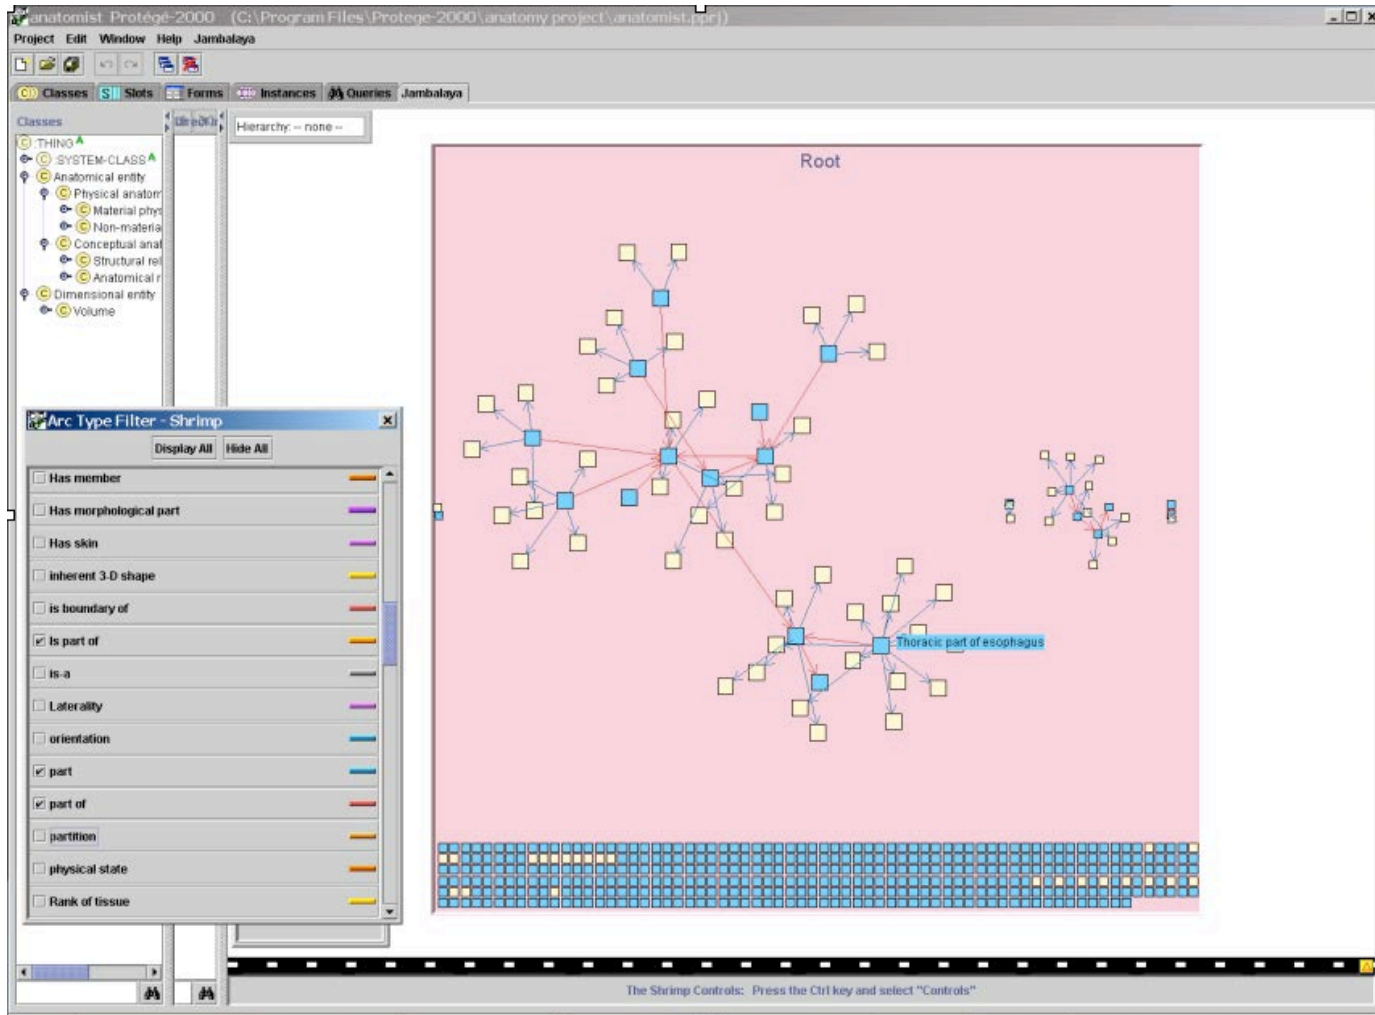 anatomist Protégé-2000 (C:\Program Files\Protege-2000\anatomy project\anatomist.pprj)
Project Edit Window Help Jambalaya
Classes Slots Forms Instances Queries Jambalaya
Classes
Hierarchy: -- none --
:THING A
:SYSTEM-CLASS A
Anatomical entity
Physical anatom
Material phys
Non-materia
Conceptual anat
Structural rel
Anatomical r
Dimensional entity
Volume
Root
Thoracic part of esophagus
Arc Type Filter - Shrimp
Display All Hide All
Has member
Has morphological part
Has skin
inherent 3-D shape
is boundary of
Is part of
is-a
Laterality
orientation
part
part of
partition
physical state
Rank of tissue
The Shrimp Controls: Press the Ctrl key and select "Controls"